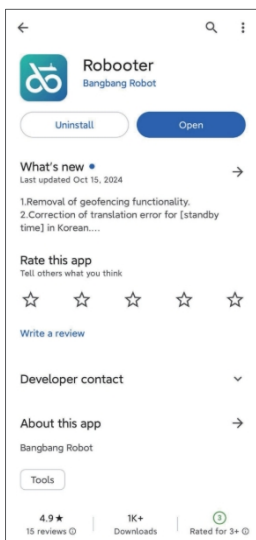 Robooter
Bangbang Robot
Uninstall
Open
What's new
Last updated Oct 15, 2024
1.Removal of geofencing functionality.
2.Correction of translation error for [standby
time] in Korean....
Rate this app
Tell others what you think
Write a review
Developer contact
About this app
Bangbang Robot
Tools
4.9★
15 reviews
1K+
Downloads
3
Rated for 3+